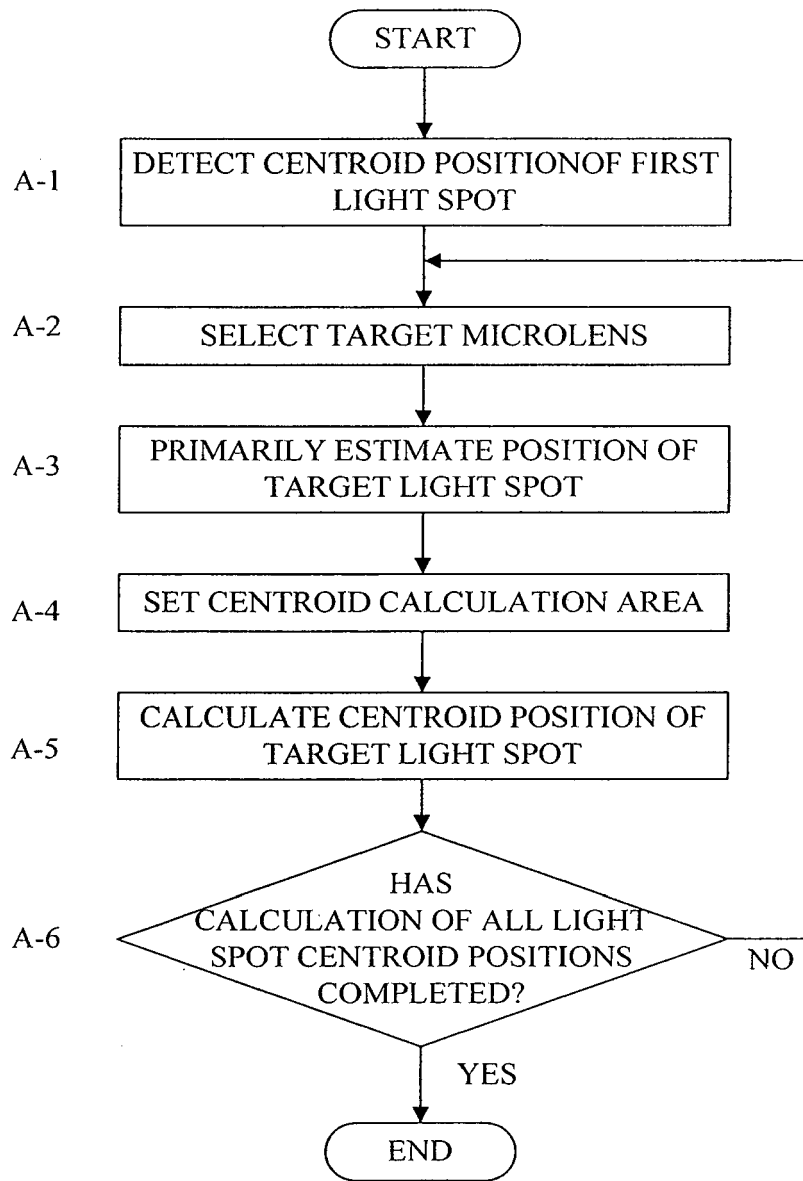 START
A-1
DETECT CENTROID POSITIONOF FIRST
LIGHT SPOT
A-2
SELECT TARGET MICROLENS
A-3
PRIMARILY ESTIMATE POSITION OF
TARGET LIGHT SPOT
A-4
SET CENTROID CALCULATION AREA
A-5
CALCULATE CENTROID POSITION OF
TARGET LIGHT SPOT
A-6
HAS
CALCULATION OF ALL LIGHT
SPOT CENTROID POSITIONS
COMPLETED?
NO
YES
END